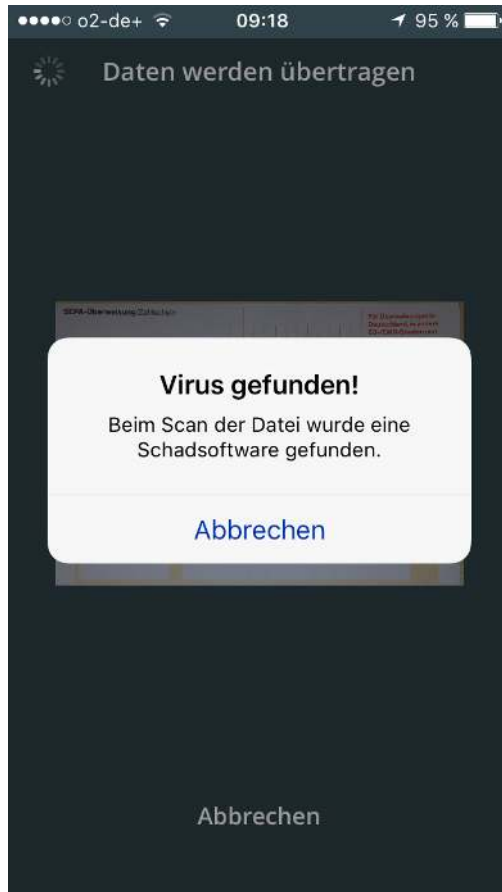 o2-de+ 09:18 95 %
Daten werden übertragen
SEPA-Überweisung/Zahlschein
Virus gefunden!
Beim Scan der Datei wurde eine
Schadsoftware gefunden.
Abbrechen
Abbrechen